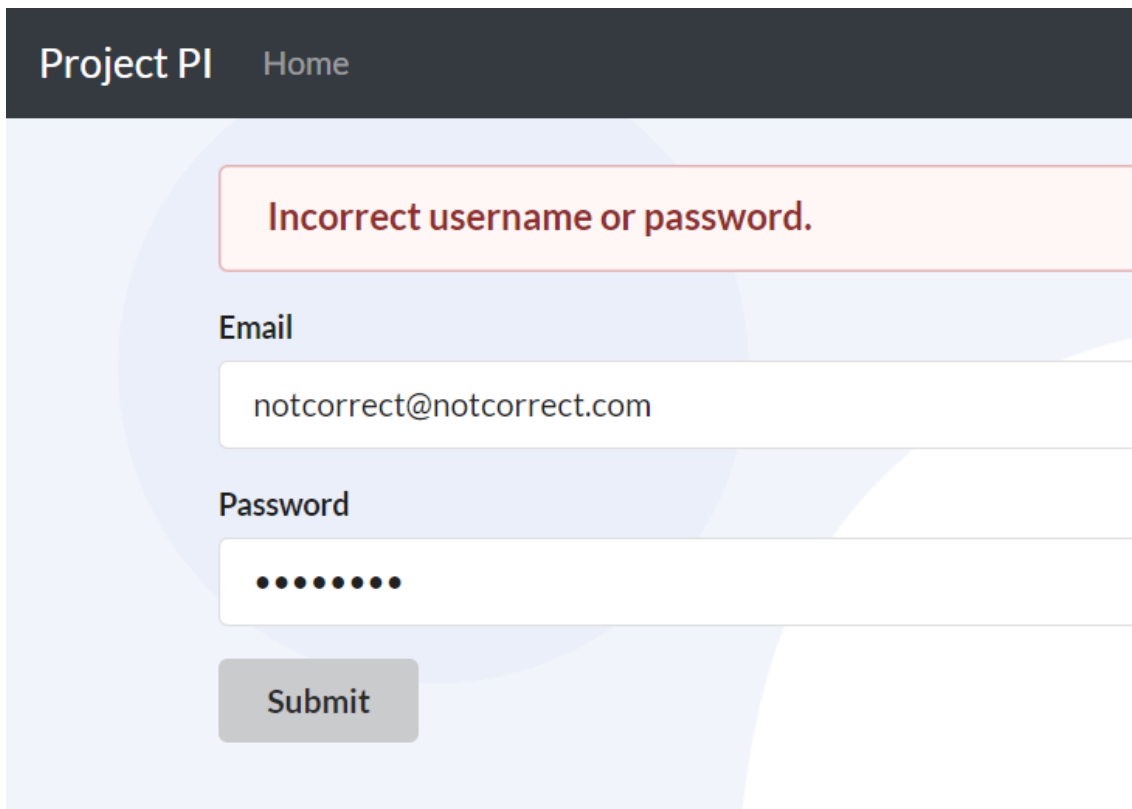 Project PI Home
Incorrect username or password.
Email
notcorrect@notcorrect.com
Password
••••••••
Submit